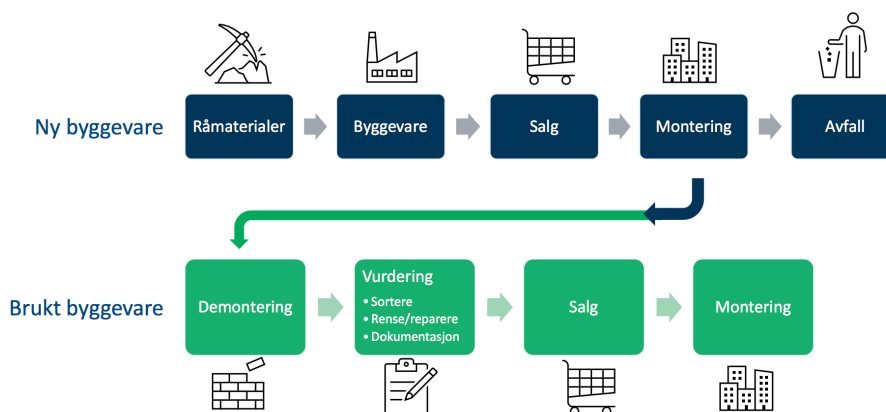 Ny byggevare
Råmaterialer
Byggevare
Salg
Montering
Avfall
Brukt byggevare
Demontering
Vurdering
• Sortere
• Rense/reparere
• Dokumentasjon
Salg
Montering